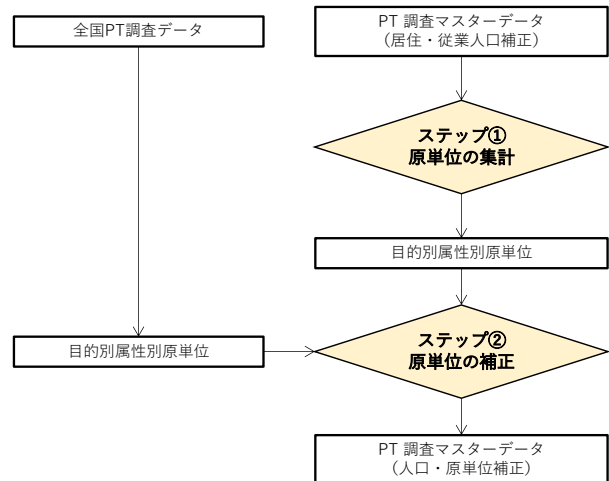 全国PT調査データ
PT 調査マスターデータ
（居住・従業人口補正）
ステップ①
原単位の集計
目的別属性別原単位
目的別属性別原単位
ステップ②
原単位の補正
PT 調査マスターデータ
（人口・原単位補正）